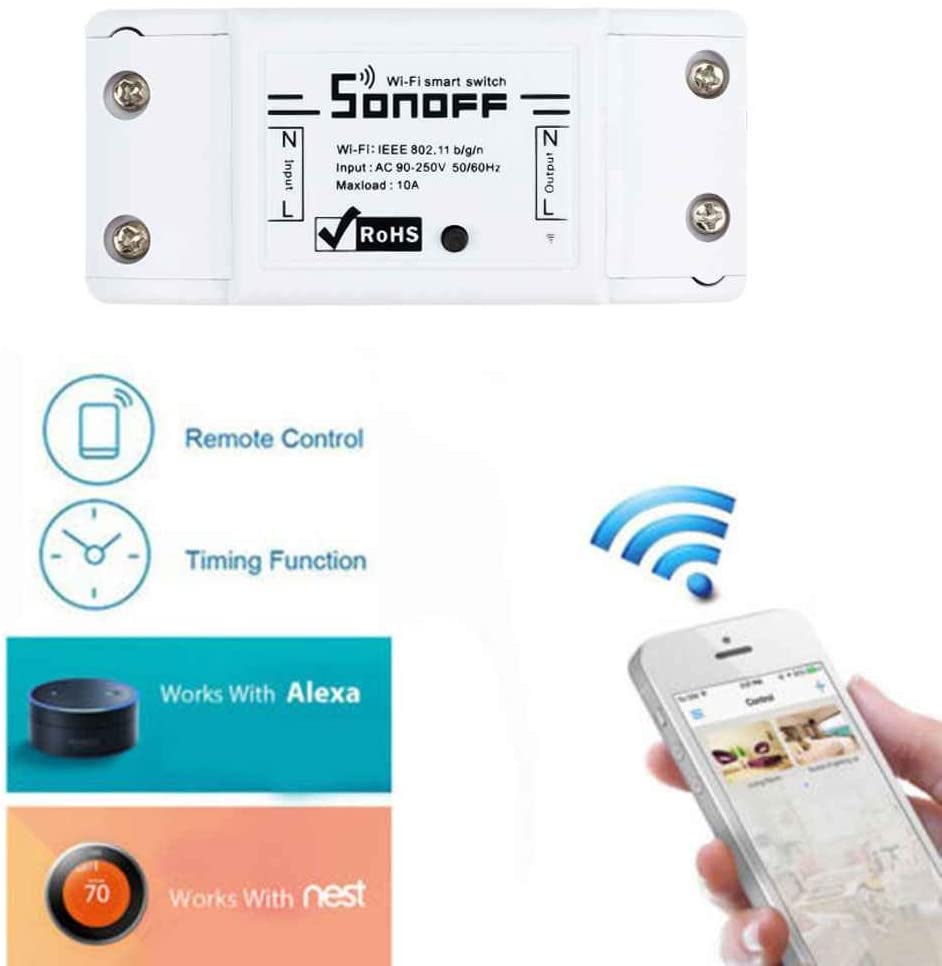 Wi-Fi smart switch
SONOFF
N Input L
Wi-Fi: IEEE 802.11 b/g/n
Input : AC 90-250V 50/60Hz
Maxload : 10A
N Output L
RoHS
Remote Control
Timing Function
Works With Alexa
70
Works With nest
Control